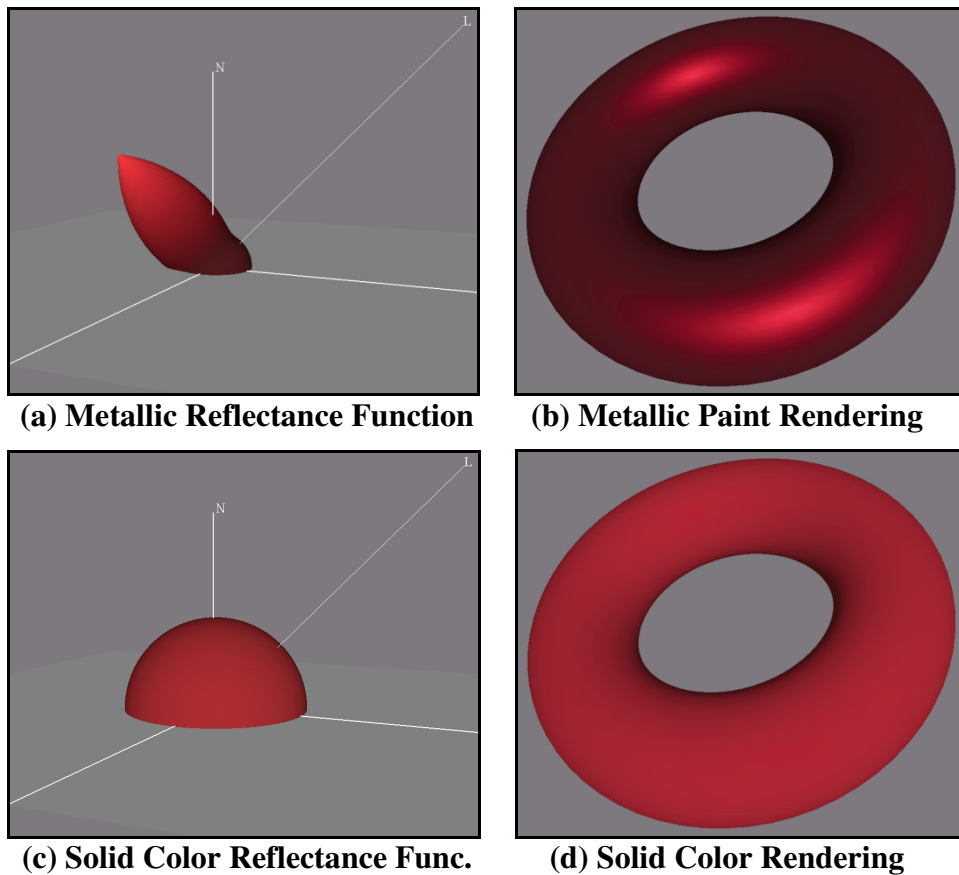 L
N
(a) Metallic Reflectance Function
(b) Metallic Paint Rendering
L
N
(c) Solid Color Reflectance Func.
(d) Solid Color Rendering